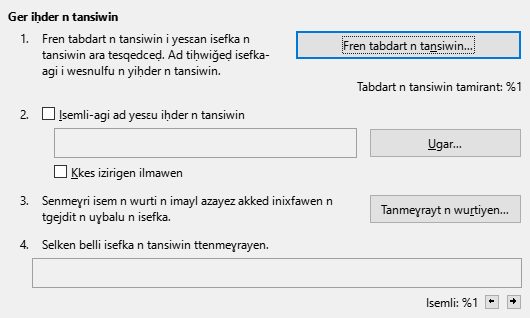 Ger iḥder n tansiwin
1. Fren tabdart n tansiwin i yesɛan isefka n
tansiwin ara tesqedceḍ. Ad tiḥwiǧeḍ isefka-
agi i wesnulfu n yiḥder n tansiwin.
Fren tabdart n tansiwin...
Tabdart n tansiwin tamirant: %1
2. Isemli-agi ad yesɛu iḥder n tansiwin
Ugar...
Kkes izirigen ilmawen
3. Senmeɣri isem n wurti n imayl azayez akked inixfawen n
tgejdit n uɣbalu n isefka.
Tanmeɣrayt n wurtiyen...
4. Selken belli isefka n tansiwin ttenmeɣrayen.
Isemli: %1